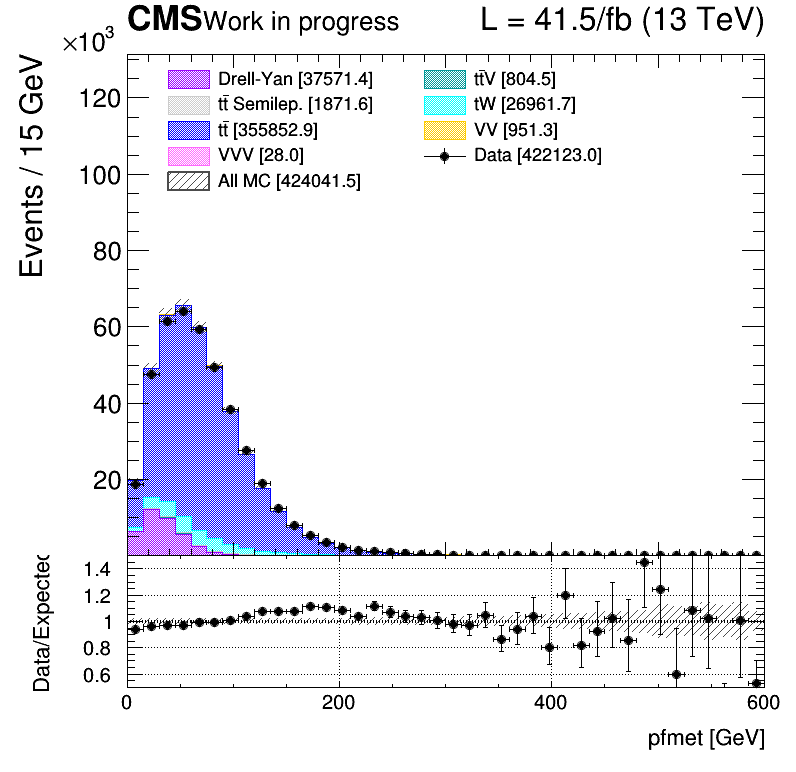 CMS Work in progress L = 41.5/fb (13 TeV)
×10³
Events / 15 GeV
Drell-Yan [37571.4]
tt̄ Semilep. [1871.6]
tt̄ [355852.9]
VVV [28.0]
All MC [424041.5]
tt̄V [804.5]
tW [26961.7]
VV [951.3]
Data [422123.0]
120
100
80
60
40
20
Data/Expected
1.4
1.2
1
0.8
0.6
0 200 400 600
pfmet [GeV]